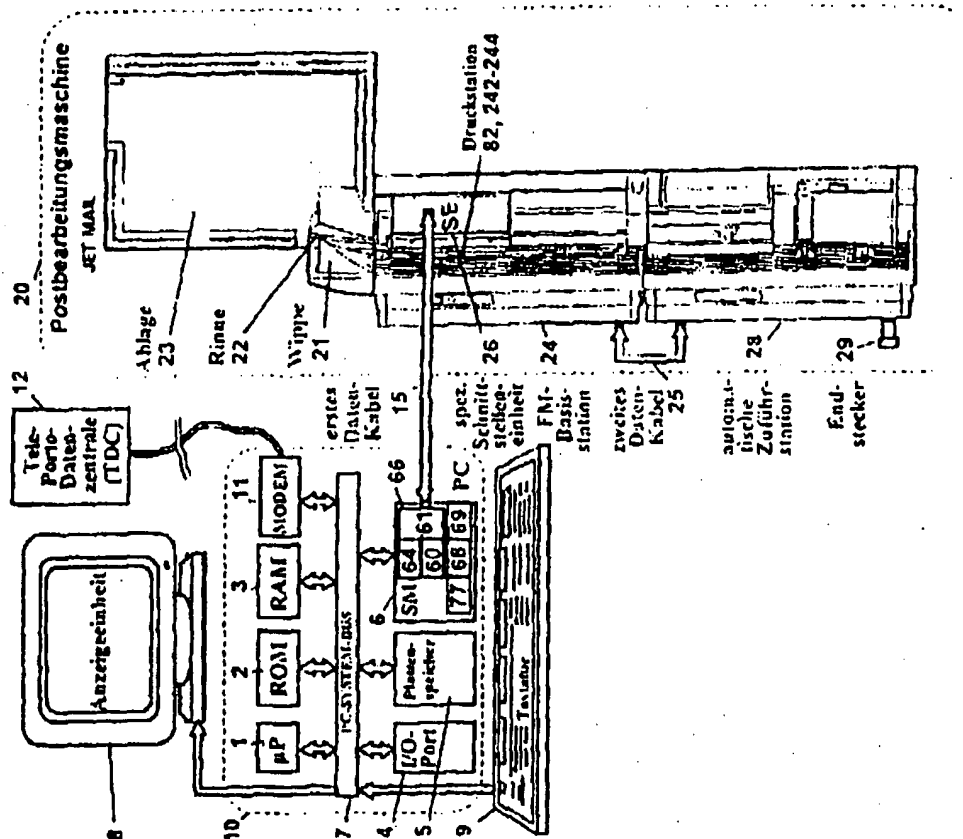 20
Postbearbeitungsmaschine
JET MAIL
12
Tele-
Porto-
Daten-
zentrale
(TDC)
8
Anzeigeeinheit
10
1
µP
2
ROM
3
RAM
11
MODEM
7
PC-SYSTEM-BUS
4
I/O-
Port
5
Platten-
speicher
6
SM
64
61
60
77
68
69
66
PC
9
Tastatur
Ablage
23
Rinne
22
Wippe
21
erstes
Daten-
Kabel
15
spez.
Schnitt-
stellen-
einheit
26
SE
FM-
Basis-
station
24
zweites
Daten-
Kabel
25
automa-
tische
Zuführ-
station
28
End-
stecker
29
Druckstation
82, 242-244